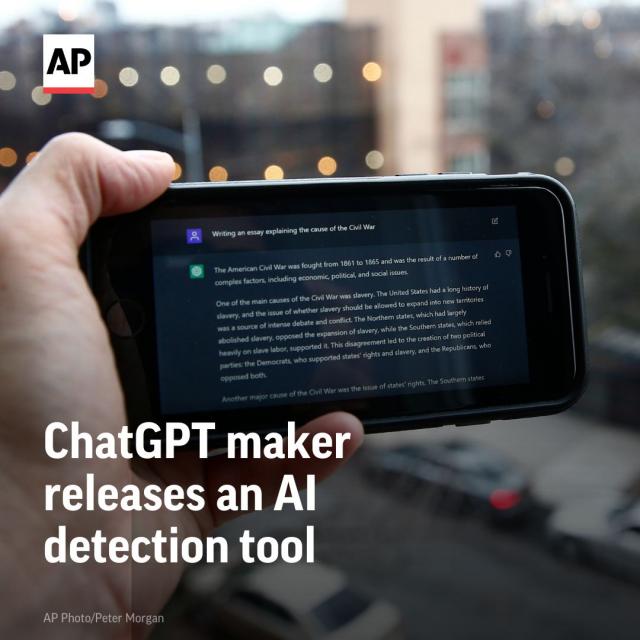 AP
Writing an essay explaining the cause of the Civil War
The American Civil War was fought from 1861 to 1865 and was the result of a number of
complex factors, including economic, political, and social issues.
One of the main causes of the Civil War was slavery. The United States had a long history of
slavery, and the issue of whether slavery should be allowed to expand into new territories
was a source of intense debate and conflict. The Northern states, which had largely
abolished slavery, opposed the expansion of slavery, while the Southern states, which relied
heavily on slave labor, supported it. This disagreement led to the creation of two political
parties: the Democrats, who supported states' rights and slavery, and the Republicans, who
opposed both.
Another major cause of the Civil War was the issue of states' rights. The Southern states
ChatGPT maker
releases an AI
detection tool
AP Photo/Peter Morgan